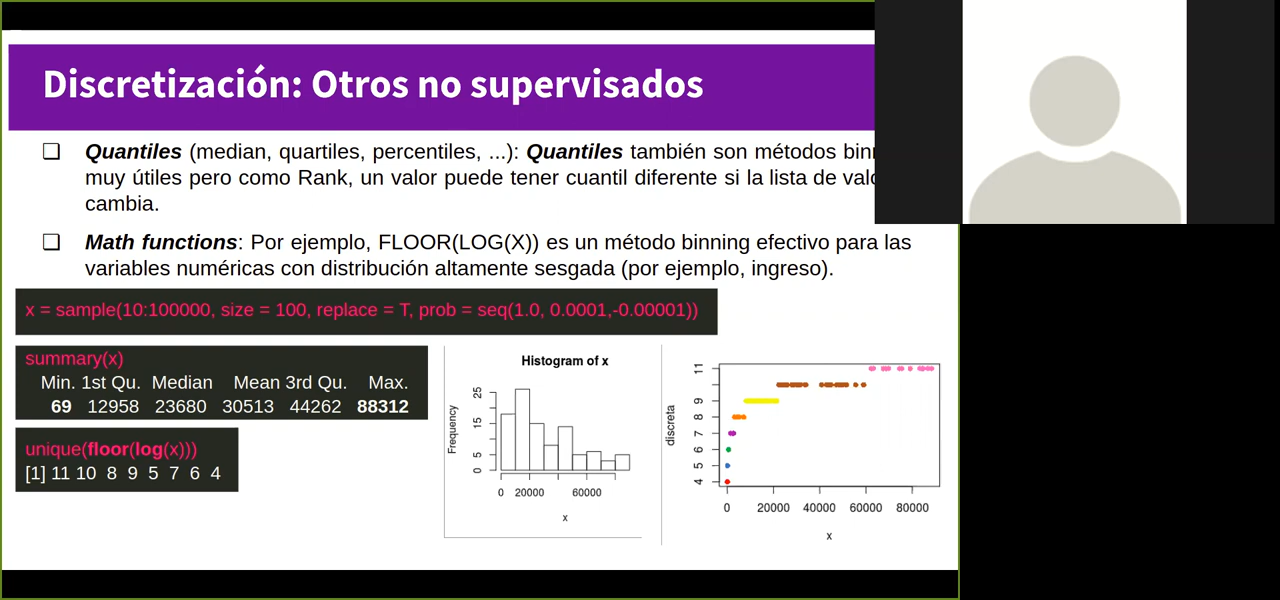 Discretización: Otros no supervisados
❑ Quantiles (median, quartiles, percentiles, ...): Quantiles también son métodos
muy útiles pero como Rank, un valor puede tener cuantil diferente si la lista de
cambia.
❑ Math functions: Por ejemplo, FLOOR(LOG(X)) es un método binning efectivo para las
variables numéricas con distribución altamente sesgada (por ejemplo, ingreso).
x = sample(10:100000, size = 100, replace = T, prob = seq(1.0, 0.0001,-0.00001))
summary(x)
Min. 1st Qu. Median Mean 3rd Qu. Max.
69 12958 23680 30513 44262 88312
unique(floor(log(x)))
[1] 11 10 8 9 5 7 6 4
Histogram of x
Frequency
25
15
5
0
0 20000 60000
x
discreta
11
9
8
7
6
5
4
0 20000 40000 60000 80000
x